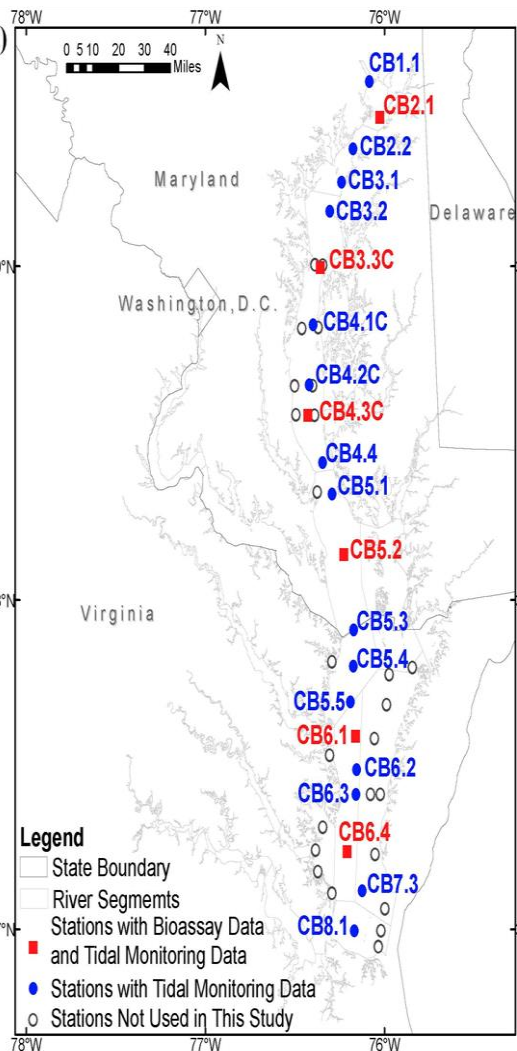 78°W 77°W 76°W
)
0 5 10 20 30 40
Miles
N
CB1.1
CB2.1
CB2.2
CB3.1
Maryland
CB3.2
Delaware
CB3.3C
Washington,D.C.
CB4.1C
CB4.2C
CB4.3C
CB4.4
CB5.1
CB5.2
Virginia
CB5.3
CB5.4
CB5.5
CB6.1
CB6.2
CB6.3
CB6.4
CB7.3
CB8.1
Legend
State Boundary
River Segmemts
Stations with Bioassay Data
and Tidal Monitoring Data
Stations with Tidal Monitoring Data
Stations Not Used in This Study
78°W 77°W 76°W